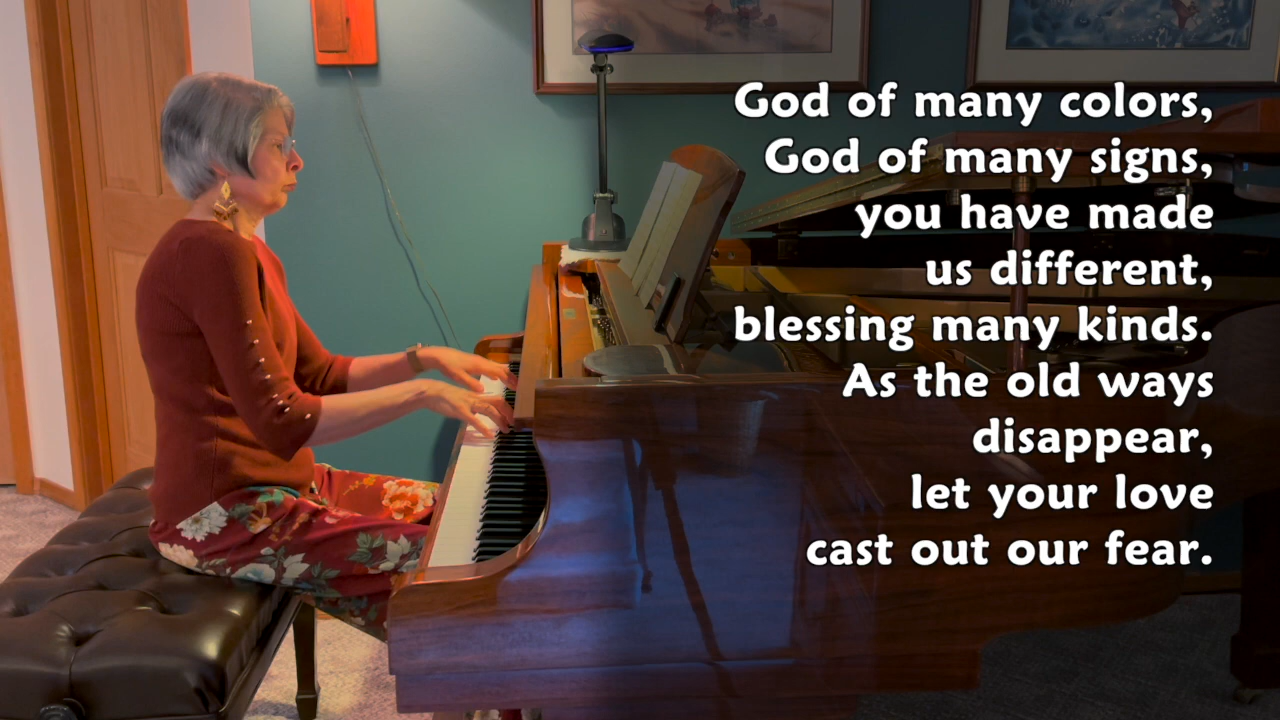 God of many colors,
God of many signs,
you have made
us different,
blessing many kinds.
As the old ways
disappear,
let your love
cast out our fear.